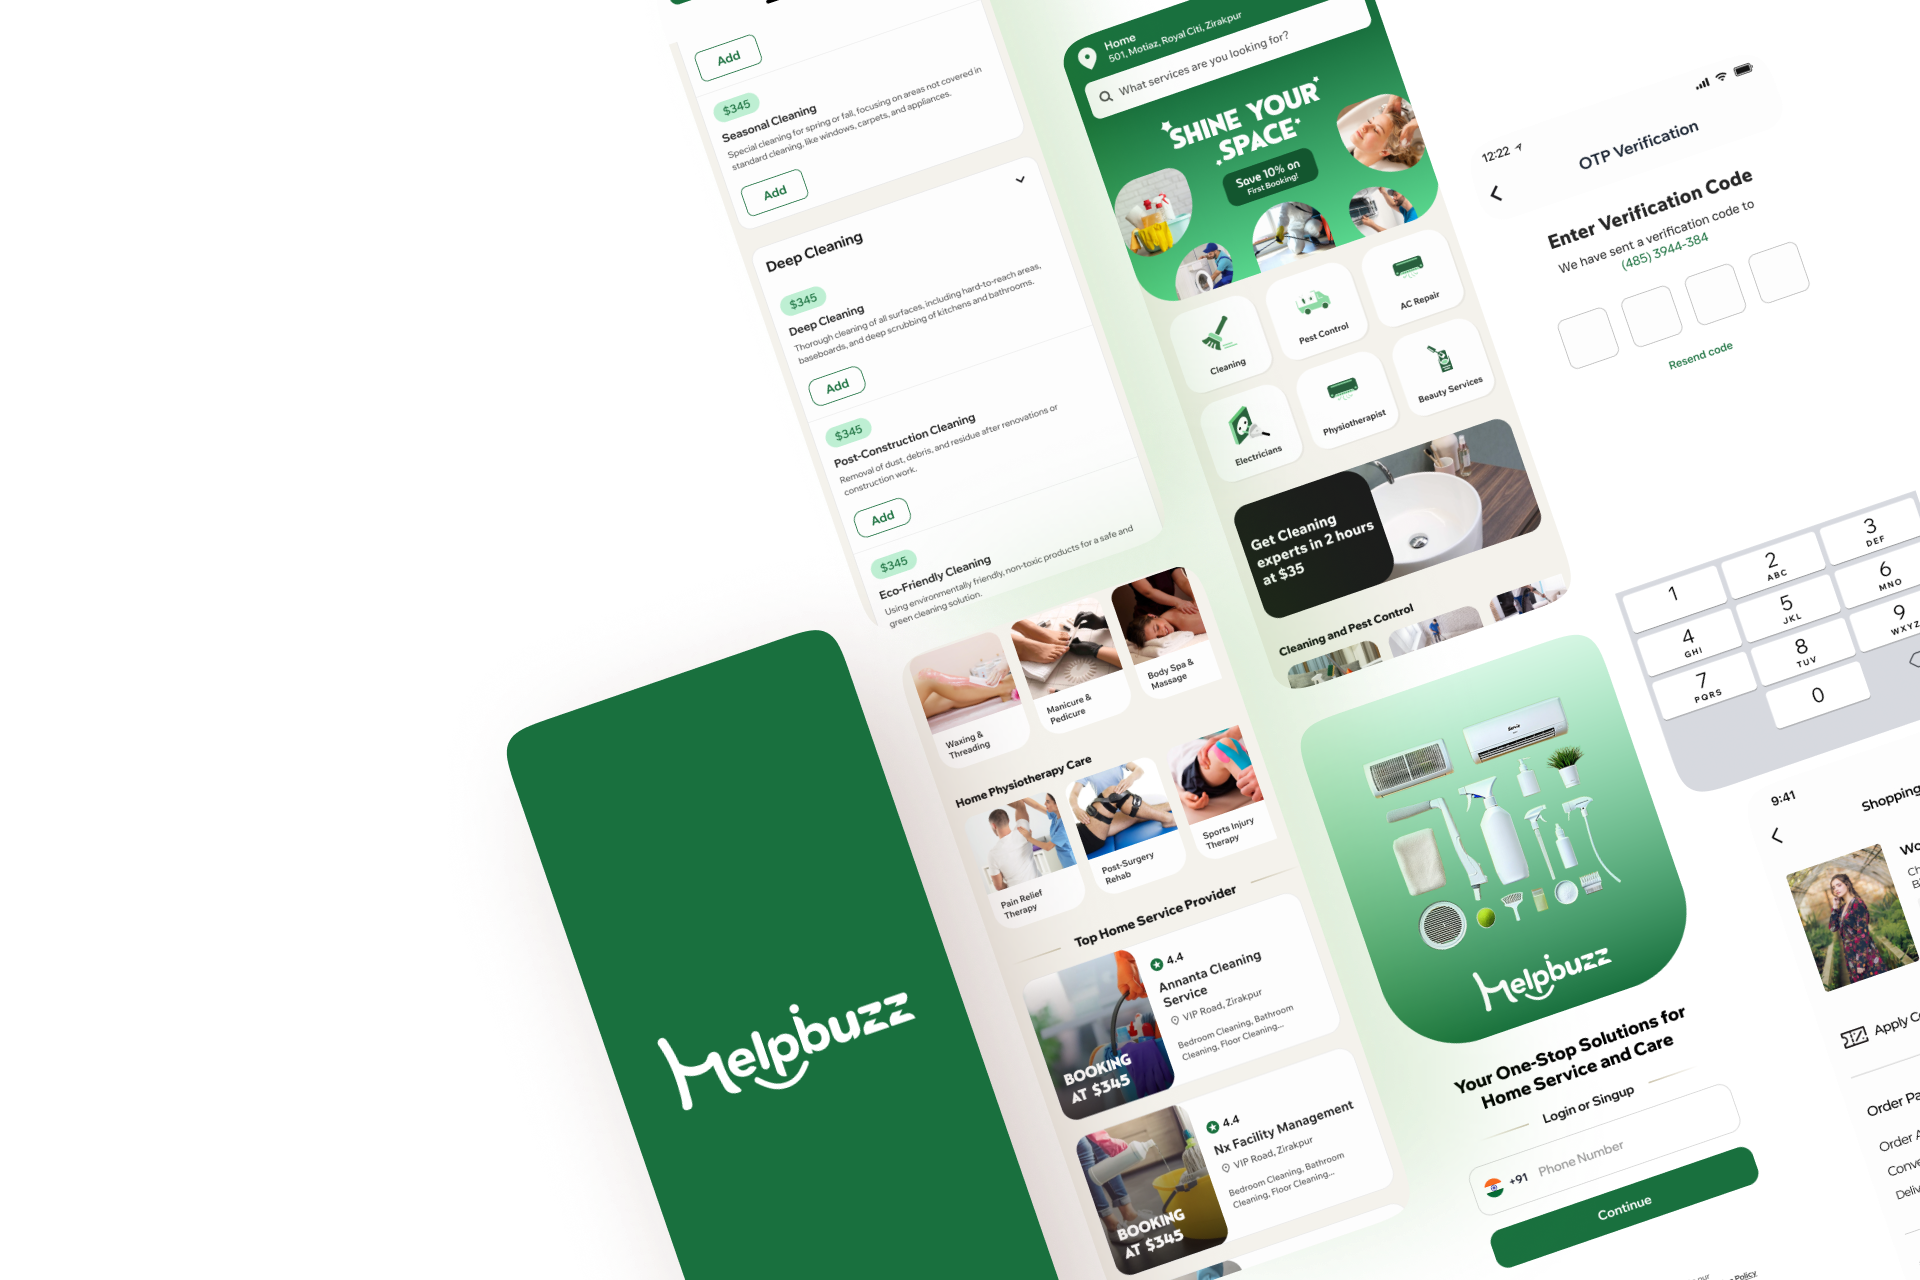 Add
$345
Seasonal Cleaning
Special cleaning for spring or fall, focusing on areas not covered in
standard cleaning, like windows, carpets, and appliances.
Add
Deep Cleaning
$345
Deep Cleaning
Thorough cleaning of all surfaces, including hard-to-reach areas,
baseboards, and deep scrubbing of kitchens and bathrooms.
Add
$345
Post-Construction Cleaning
Removal of dust, debris, and residue after renovations or
construction work.
Add
$345
Eco-Friendly Cleaning
Using environmentally friendly, non-toxic products for a safe and
green cleaning solution.
Helpbuzz
Waxing &
Threading
Manicure &
Pedicure
Body Spa &
Massage
Home Physiotherapy Care
Pain Relief
Therapy
Post-Surgery
Rehab
Sports Injury
Therapy
Top Home Service Provider
BOOKING
AT $345
4.4
Annanta Cleaning
Service
VIP Road, Zirakpur
Bedroom Cleaning, Bathroom
Cleaning, Floor Cleaning...
BOOKING
AT $345
4.4
Nx Facility Management
VIP Road, Zirakpur
Bedroom Cleaning, Bathroom
Cleaning, Floor Cleaning...
Home
501, Motiaz, Royal Citi, Zirakpur
What services are you looking for?
SHINE YOUR
SPACE
Save 10% on
First Booking!
Cleaning
Pest Control
AC Repair
Electricians
Physiotherapist
Beauty Services
Get Cleaning
experts in 2 hours
at $35
Cleaning and Pest Control
Helpbuzz
Your One-Stop Solutions for
Home Service and Care
Login or Singup
+91 Phone Number
Continue
Policy
12:22
OTP Verification
Enter Verification Code
We have sent a verification code to
(485) 3944-384
Resend code
1
2 ABC
3 DEF
4 GHI
5 JKL
6 MNO
7 PQRS
8 TUV
9 WXYZ
0
9:41
Shopping
Wo
Ch
Apply Co
Order Pa
Order A
Conve
Deliv